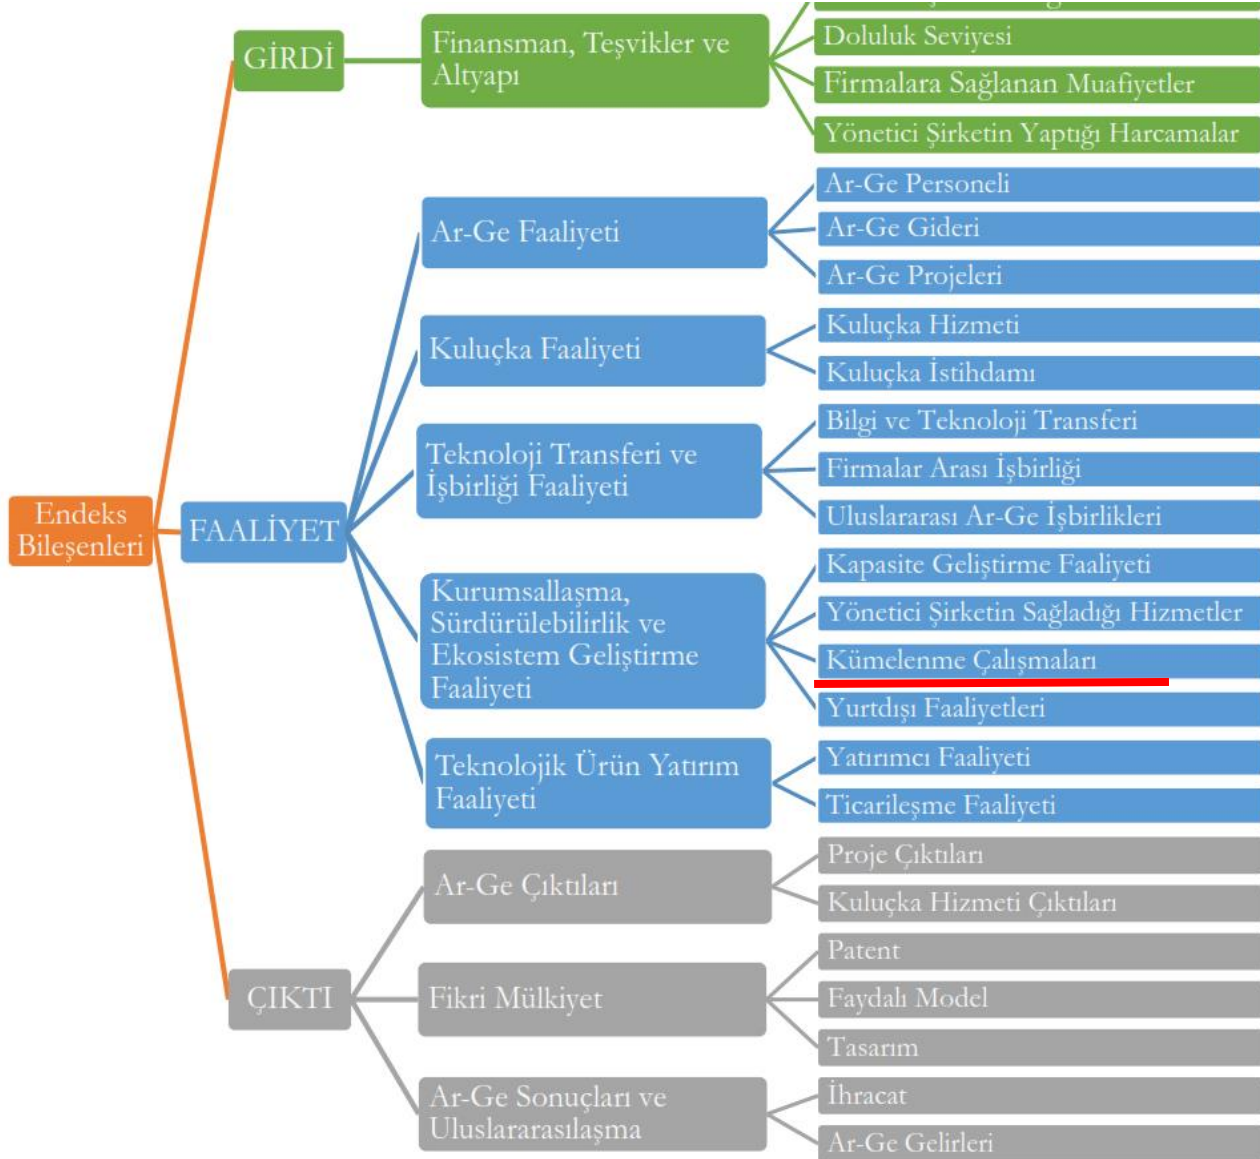 GİRDİ
Finansman, Teşvikler ve
Altyapı
Doluluk Seviyesi
Firmalara Sağlanan Muafiyetler
Yönetici Şirketin Yaptığı Harcamalar
Endeks
Bileşenleri
FAALİYET
Ar-Ge Faaliyeti
Ar-Ge Personeli
Ar-Ge Gideri
Ar-Ge Projeleri
Kuluçka Faaliyeti
Kuluçka Hizmeti
Kuluçka İstihdamı
Teknoloji Transferi ve
İşbirliği Faaliyeti
Bilgi ve Teknoloji Transferi
Firmalar Arası İşbirliği
Uluslararası Ar-Ge İşbirlikleri
Kurumsallaşma,
Sürdürülebilirlik ve
Ekosistem Geliştirme
Faaliyeti
Kapasite Geliştirme Faaliyeti
Yönetici Şirketin Sağladığı Hizmetler
Kümelenme Çalışmaları
Yurtdışı Faaliyetleri
Teknolojik Ürün Yatırım
Faaliyeti
Yatırımcı Faaliyeti
Ticarileşme Faaliyeti
ÇIKTI
Ar-Ge Çıktıları
Proje Çıktıları
Kuluçka Hizmeti Çıktıları
Fikri Mülkiyet
Patent
Faydalı Model
Tasarım
Ar-Ge Sonuçları ve
Uluslararasılaşma
İhracat
Ar-Ge Gelirleri